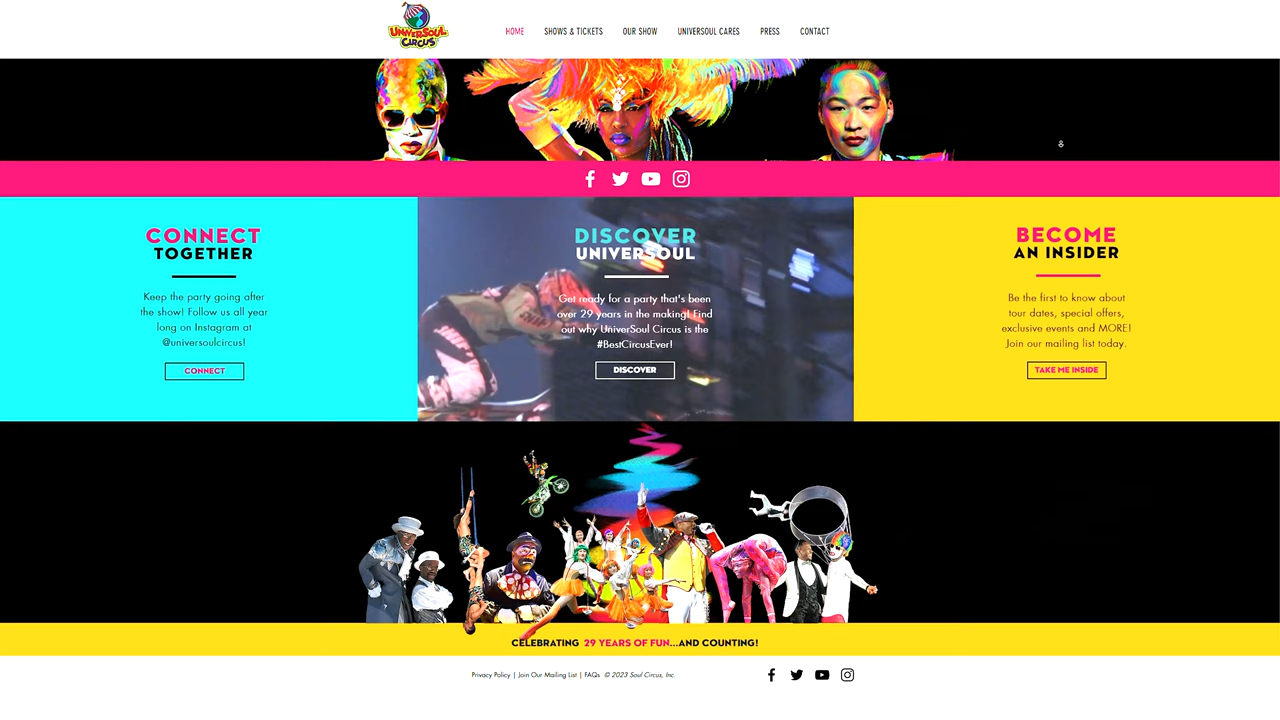 UNIVERSOUL
CIRCUS
HOME SHOWS & TICKETS OUR SHOW UNIVERSOUL CARES PRESS CONTACT
CONNECT
TOGETHER
Keep the party going after
the show! Follow us all year
long on Instagram at
@universoulcircus!
CONNECT
DISCOVER
UNIVERSOUL
Get ready for a party that's been
over 29 years in the making! Find
out why UniverSoul Circus is the
#BestCircusEver!
DISCOVER
BECOME
AN INSIDER
Be the first to know about
tour dates, special offers,
exclusive events and MORE!
Join our mailing list today.
TAKE ME INSIDE
CELEBRATING 29 YEARS OF FUN...AND COUNTING!
Privacy Policy | Join Our Mailing List | FAQs © 2023 Soul Circus, Inc.